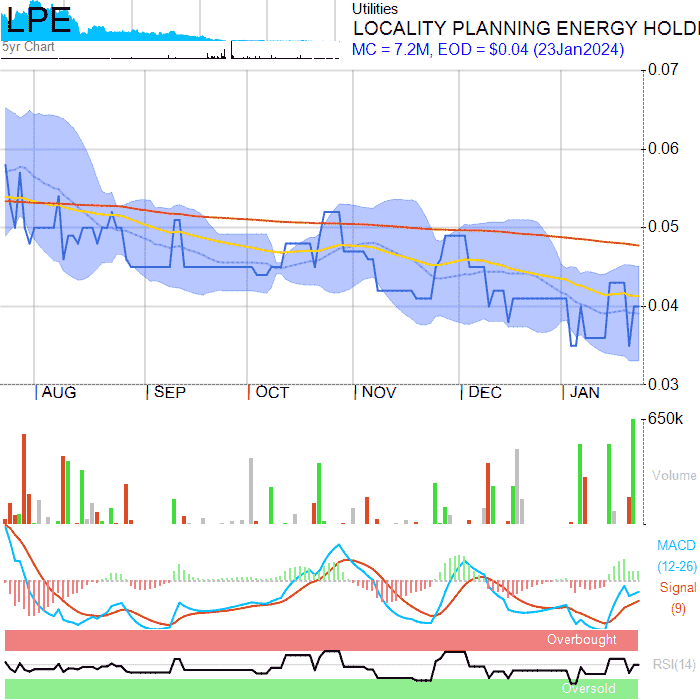 LPE
5yr Chart
Utilities
LOCALITY PLANNING ENERGY HOLDI
MC = 7.2M, EOD = $0.04 (23Jan2024)
0.07
0.06
0.05
0.04
0.03
AUG SEP OCT NOV DEC JAN
650k
Volume
MACD
(12-26)
Signal
(9)
Overbought
RSI(14)
Oversold